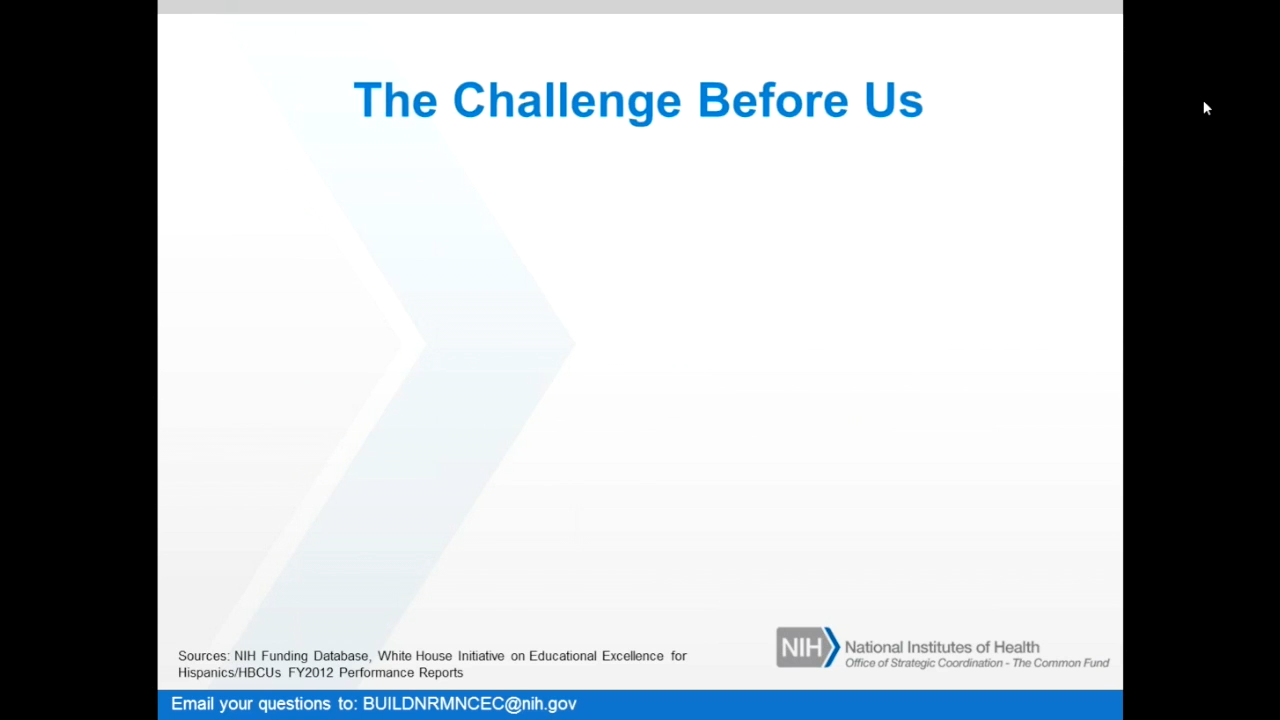 The Challenge Before Us
Sources: NIH Funding Database, White House Initiative on Educational Excellence for
Hispanics/HBCUs FY2012 Performance Reports
NIH
National Institutes of Health
Office of Strategic Coordination - The Common Fund
Email your questions to: BUILDNRMNCEC@nih.gov